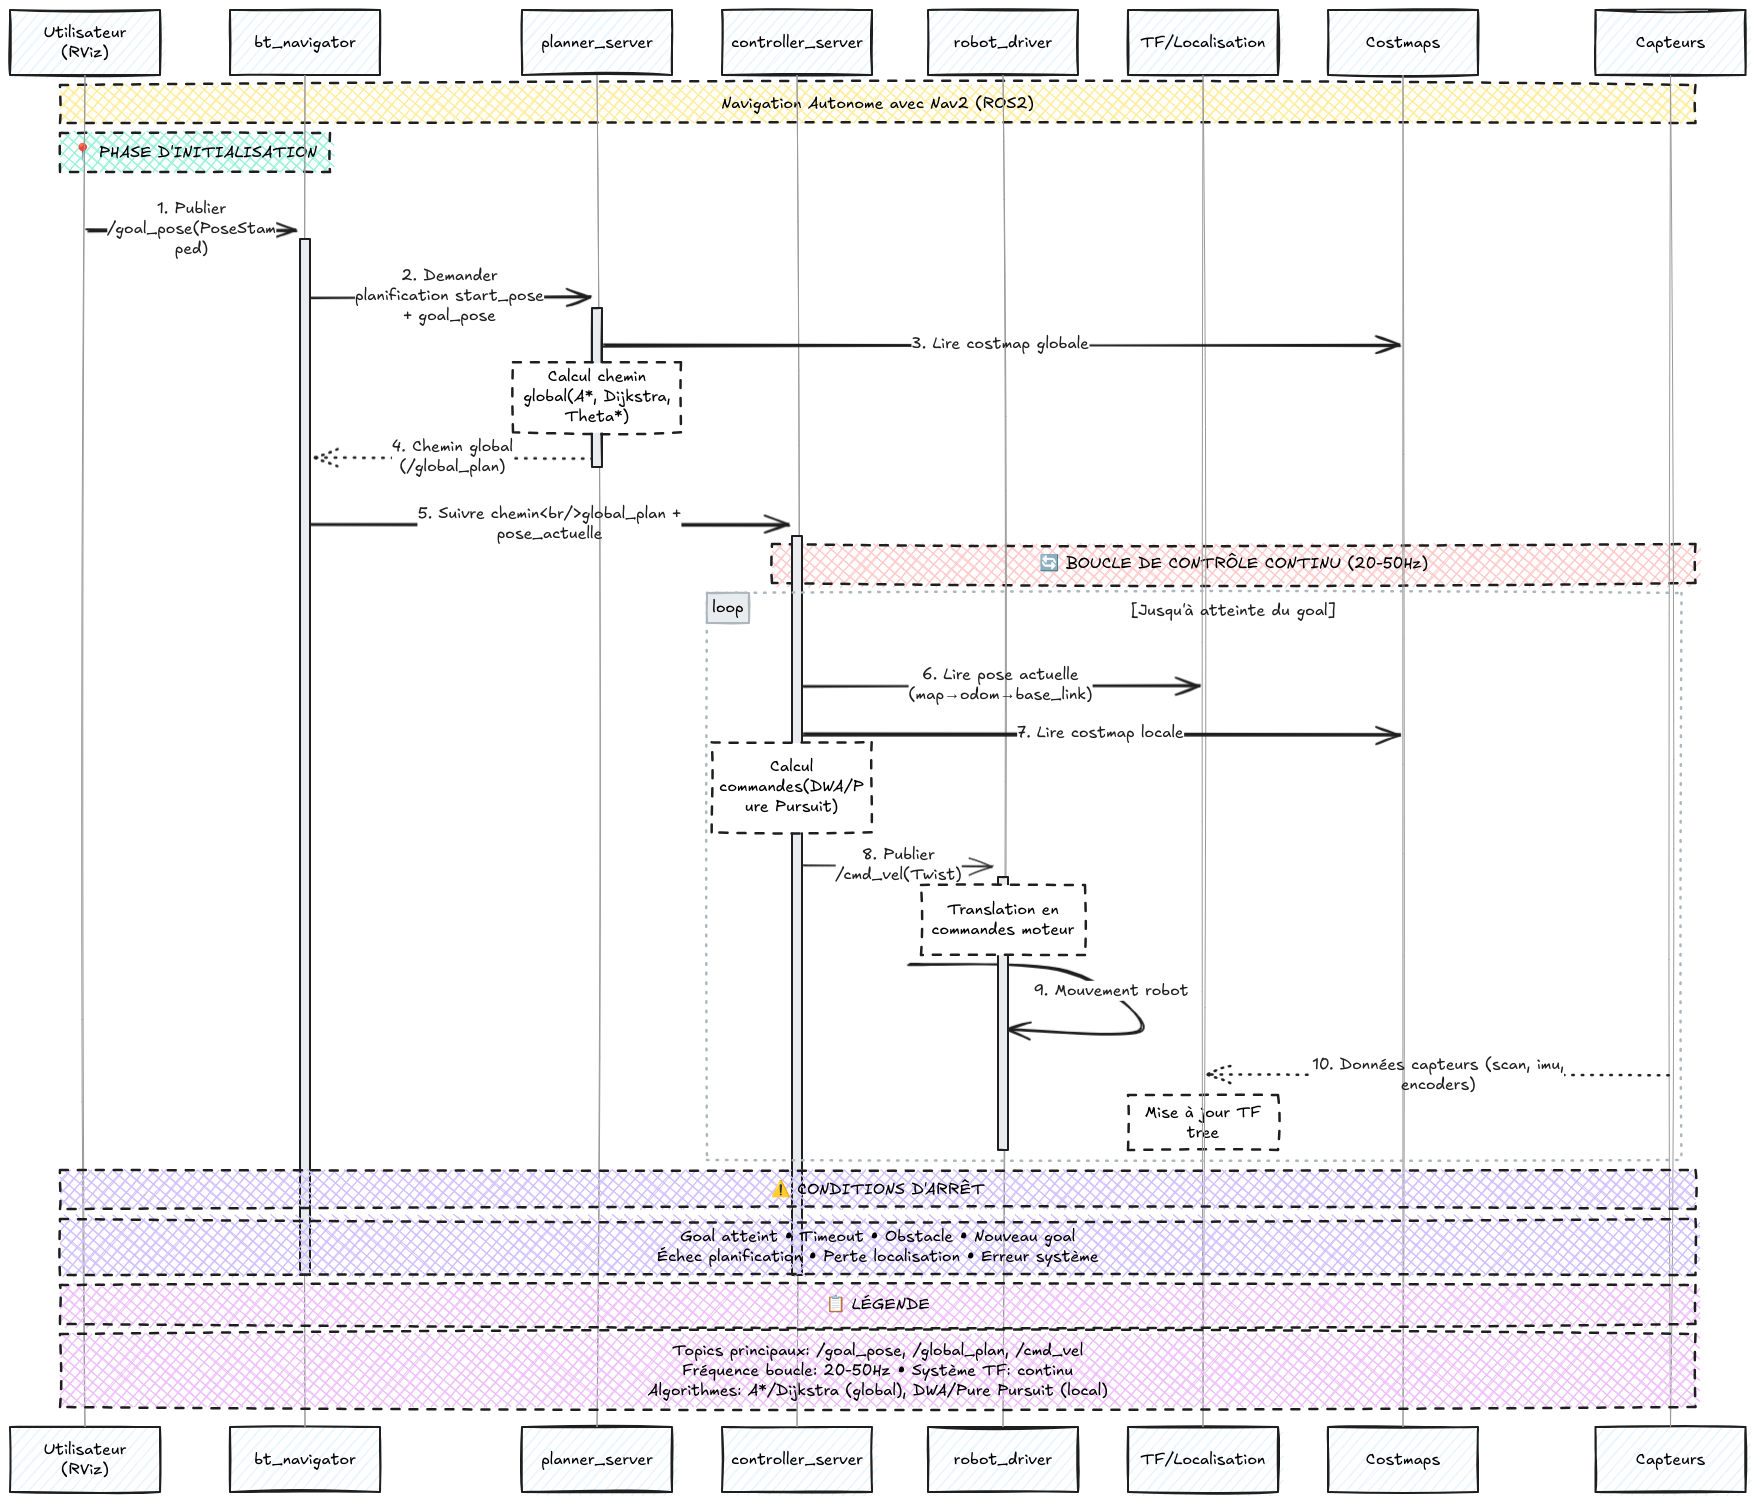 Utilisateur
(RViz)
bt_navigator
planner_server
controller_server
robot_driver
TF/Localisation
Costmaps
Capteurs
Navigation Autonome avec Nav2 (ROS2)
📍 PHASE D'INITIALISATION
1. Publier
/goal_pose(PoseStam
ped)
2. Demander
planification start_pose
+ goal_pose
3. Lire costmap globale
Calcul chemin
global(A*, Dijkstra,
Theta*)
4. Chemin global
(/global_plan)
5. Suivre chemin<br/>global_plan +
pose_actuelle
🔄 BOUCLE DE CONTRÔLE CONTINU (20-50Hz)
loop
[Jusqu'à atteinte du goal]
6. Lire pose actuelle
(map→odom→base_link)
7. Lire costmap locale
Calcul
commandes(DWA/P
ure Pursuit)
8. Publier
/cmd_vel(Twist)
Translation en
commandes moteur
9. Mouvement robot
10. Données capteurs (scan, imu,
encoders)
Mise à jour TF
tree
⚠️ CONDITIONS D'ARRÊT
Goal atteint • Timeout • Obstacle • Nouveau goal
Échec planification • Perte localisation • Erreur système
📋 LÉGENDE
Topics principaux: /goal_pose, /global_plan, /cmd_vel
Fréquence boucle: 20-50Hz • Système TF: continu
Algorithmes: A*/Dijkstra (global), DWA/Pure Pursuit (local)
Utilisateur
(RViz)
bt_navigator
planner_server
controller_server
robot_driver
TF/Localisation
Costmaps
Capteurs